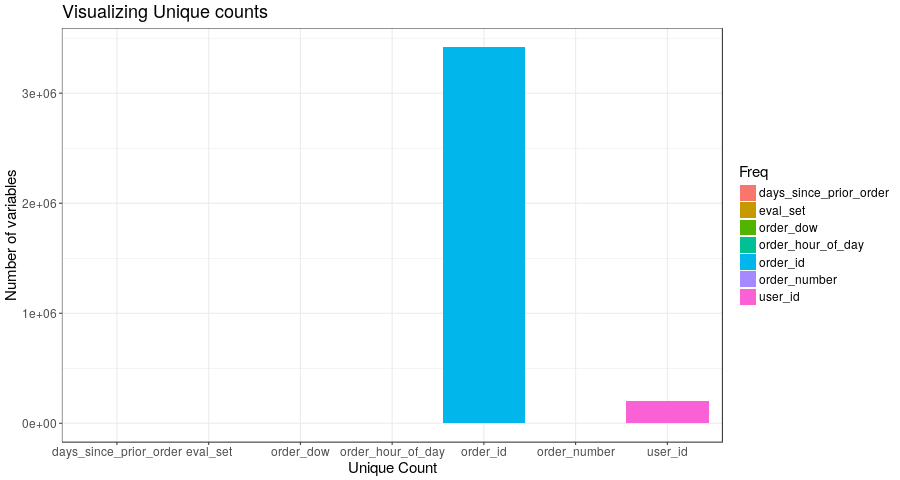 Visualizing Unique counts
Number of variables
3e+06
2e+06
1e+06
0e+00
days_since_prior_order eval_set order_dow order_hour_of_day order_id order_number user_id
Unique Count
Freq
days_since_prior_order
eval_set
order_dow
order_hour_of_day
order_id
order_number
user_id